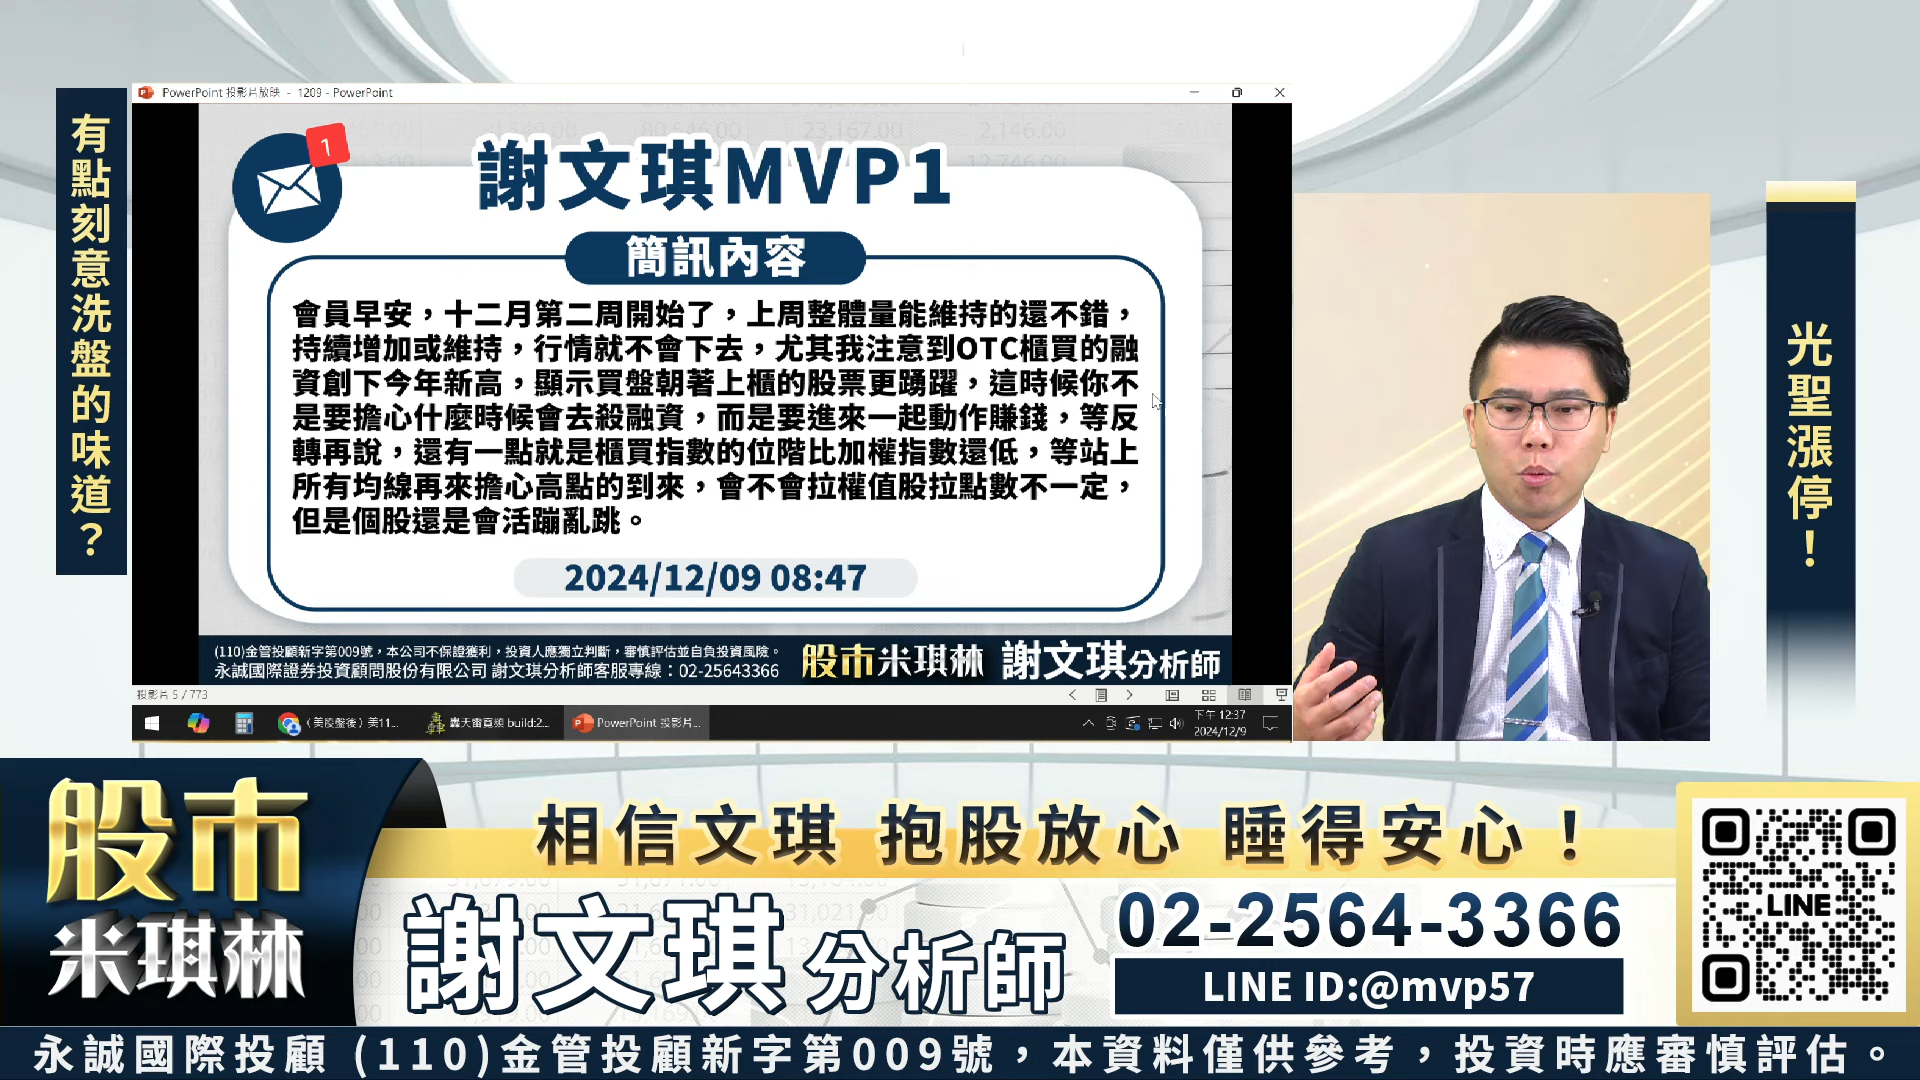 有點刻意洗盤的味道？
PowerPoint 投影片放映 - 1209 - PowerPoint
1
謝文琪MVP1
簡訊內容
會員早安，十二月第二周開始了，上周整體量能維持的還不錯，
持續增加或維持，行情就不會下去，尤其我注意到OTC櫃買的融
資創下今年新高，顯示買盤朝著上櫃的股票更踴躍，這時候你不
是要擔心什麼時候會去殺融資，而是要進來一起動作賺錢，等反
轉再說，還有一點就是櫃買指數的位階比加權指數還低，等站上
所有均線再來擔心高點的到來，會不會拉權值股拉點數不一定，
但是個股還是會活蹦亂跳。
2024/12/09 08:47
(110)金管投顧新字第009號，本公司不保證獲利，投資人應獨立判斷，審慎評估並自負投資風險。
永誠國際證券投資顧問股份有限公司 謝文琪分析師客服專線：02-25643366
股市米琪林 謝文琪分析師
投影片 5 / 773
（美股盤後）美11...
轟天雷直頻 build:2...
PowerPoint 投影片...
下午 12:37
2024/12/9
光聖漲停！
股市
米琪林
相信文琪 抱股放心 睡得安心！
謝文琪分析師
02-2564-3366
LINE ID:@mvp57
LINE
永誠國際投顧 (110)金管投顧新字第009號，本資料僅供參考，投資時應審慎評估。